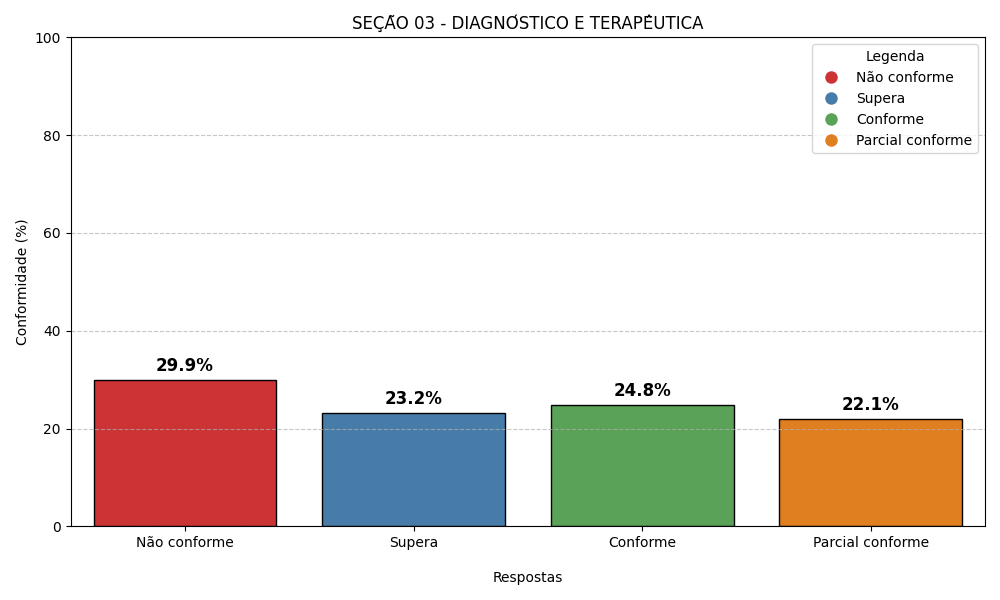 SEÇÃO 03 - DIAGNÓSTICO E TERAPÊUTICA
Conformidade (%)
100
80
60
40
20
0
Legenda
Não conforme
Supera
Conforme
Parcial conforme
29.9%
23.2%
24.8%
22.1%
Não conforme
Supera
Conforme
Parcial conforme
Respostas